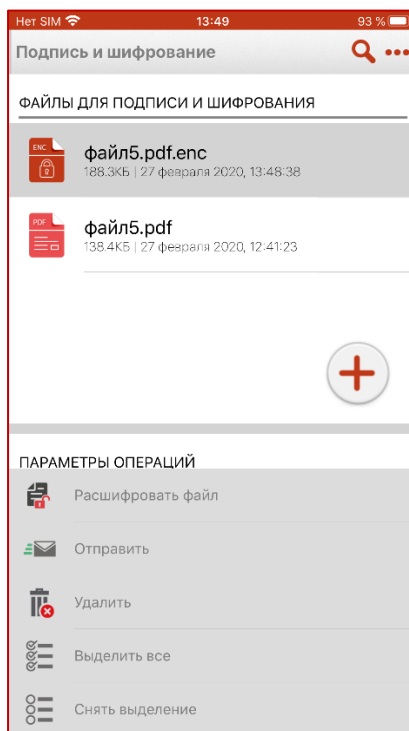 Нет SIM 13:49 93 %
Подпись и шифрование
ФАЙЛЫ ДЛЯ ПОДПИСИ И ШИФРОВАНИЯ
ENC
файл5.pdf.enc
188.3КБ | 27 февраля 2020, 13:48:38
PDF
файл5.pdf
138.4КБ | 27 февраля 2020, 12:41:23
ПАРАМЕТРЫ ОПЕРАЦИЙ
Расшифровать файл
Отправить
Удалить
Выделить все
Снять выделение